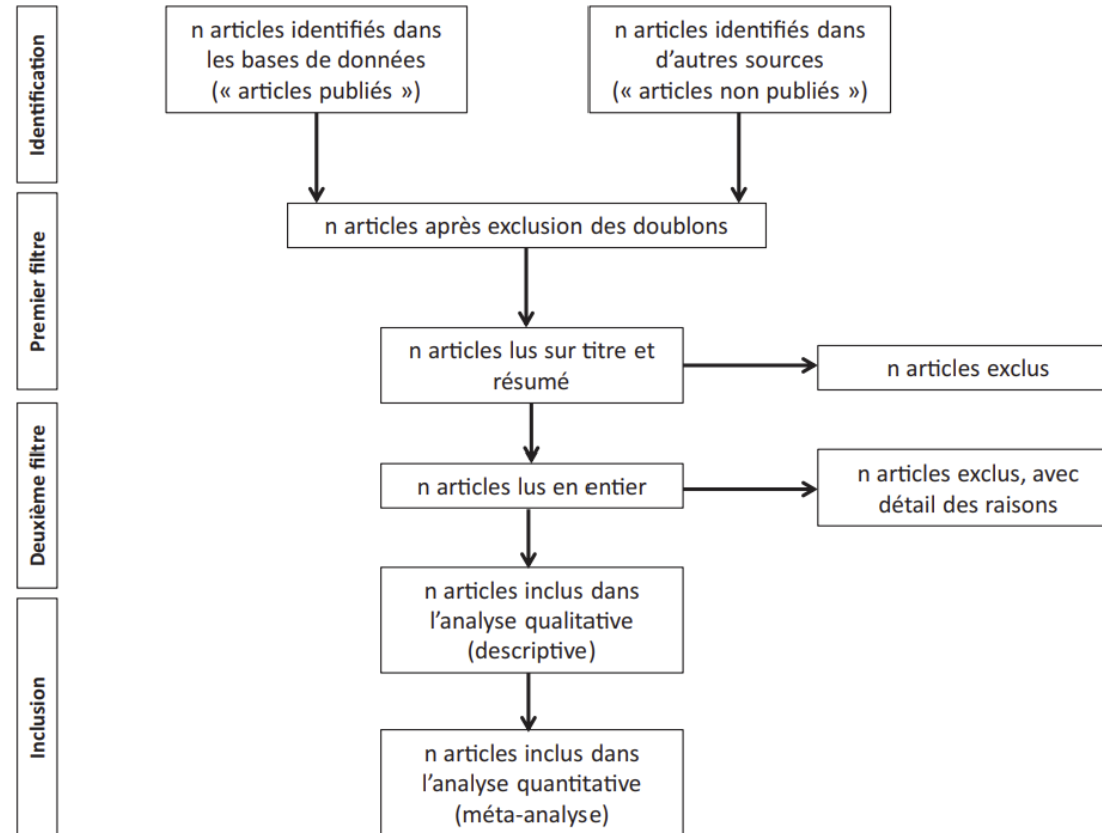 Identification
n articles identifiés dans
les bases de données
(« articles publiés »)
n articles identifiés dans
d’autres sources
(« articles non publiés »)
Premier filtre
n articles après exclusion des doublons
n articles lus sur titre et
résumé
n articles exclus
Deuxième filtre
n articles lus en entier
n articles exclus, avec
détail des raisons
Inclusion
n articles inclus dans
l’analyse qualitative
(descriptive)
n articles inclus dans
l’analyse quantitative
(méta-analyse)